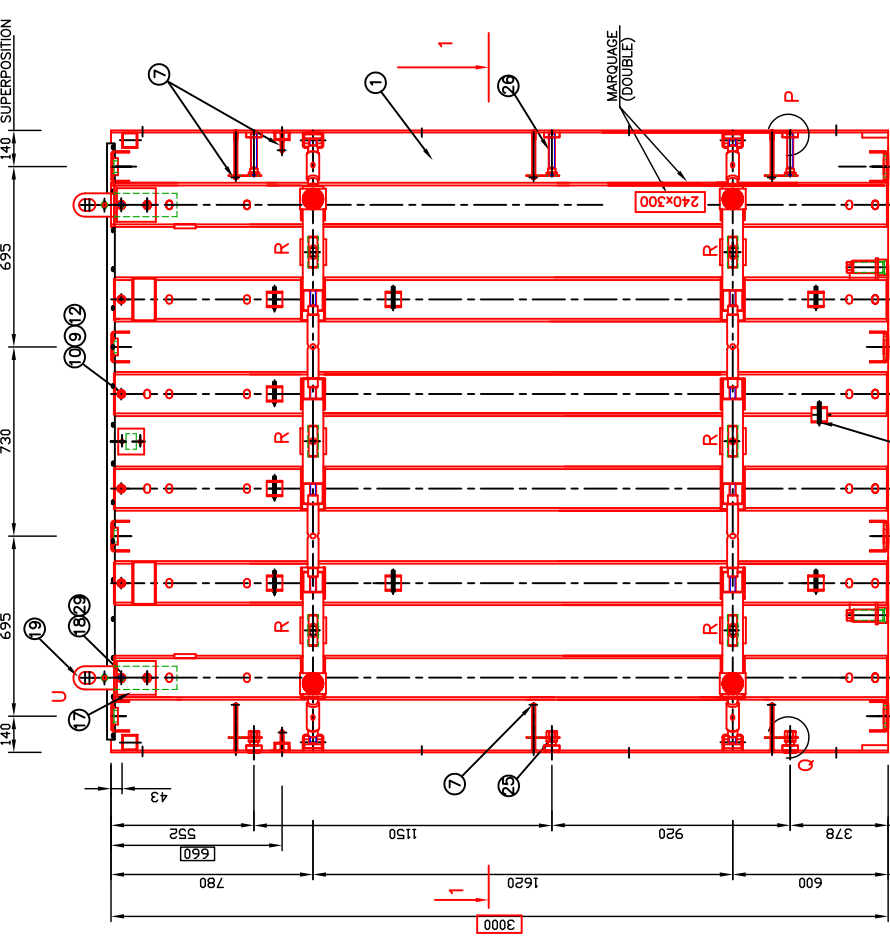 SUPERPOSITION
140
695
730
695
140
7
1
1
26
MARQUAGE
(DOUBLE)
P
240x300
10 9 12
R
R
R
R
R
R
19
18 29
U
17
7
25
Q
43
552
1150
920
378
660
780
1620
600
1
3000